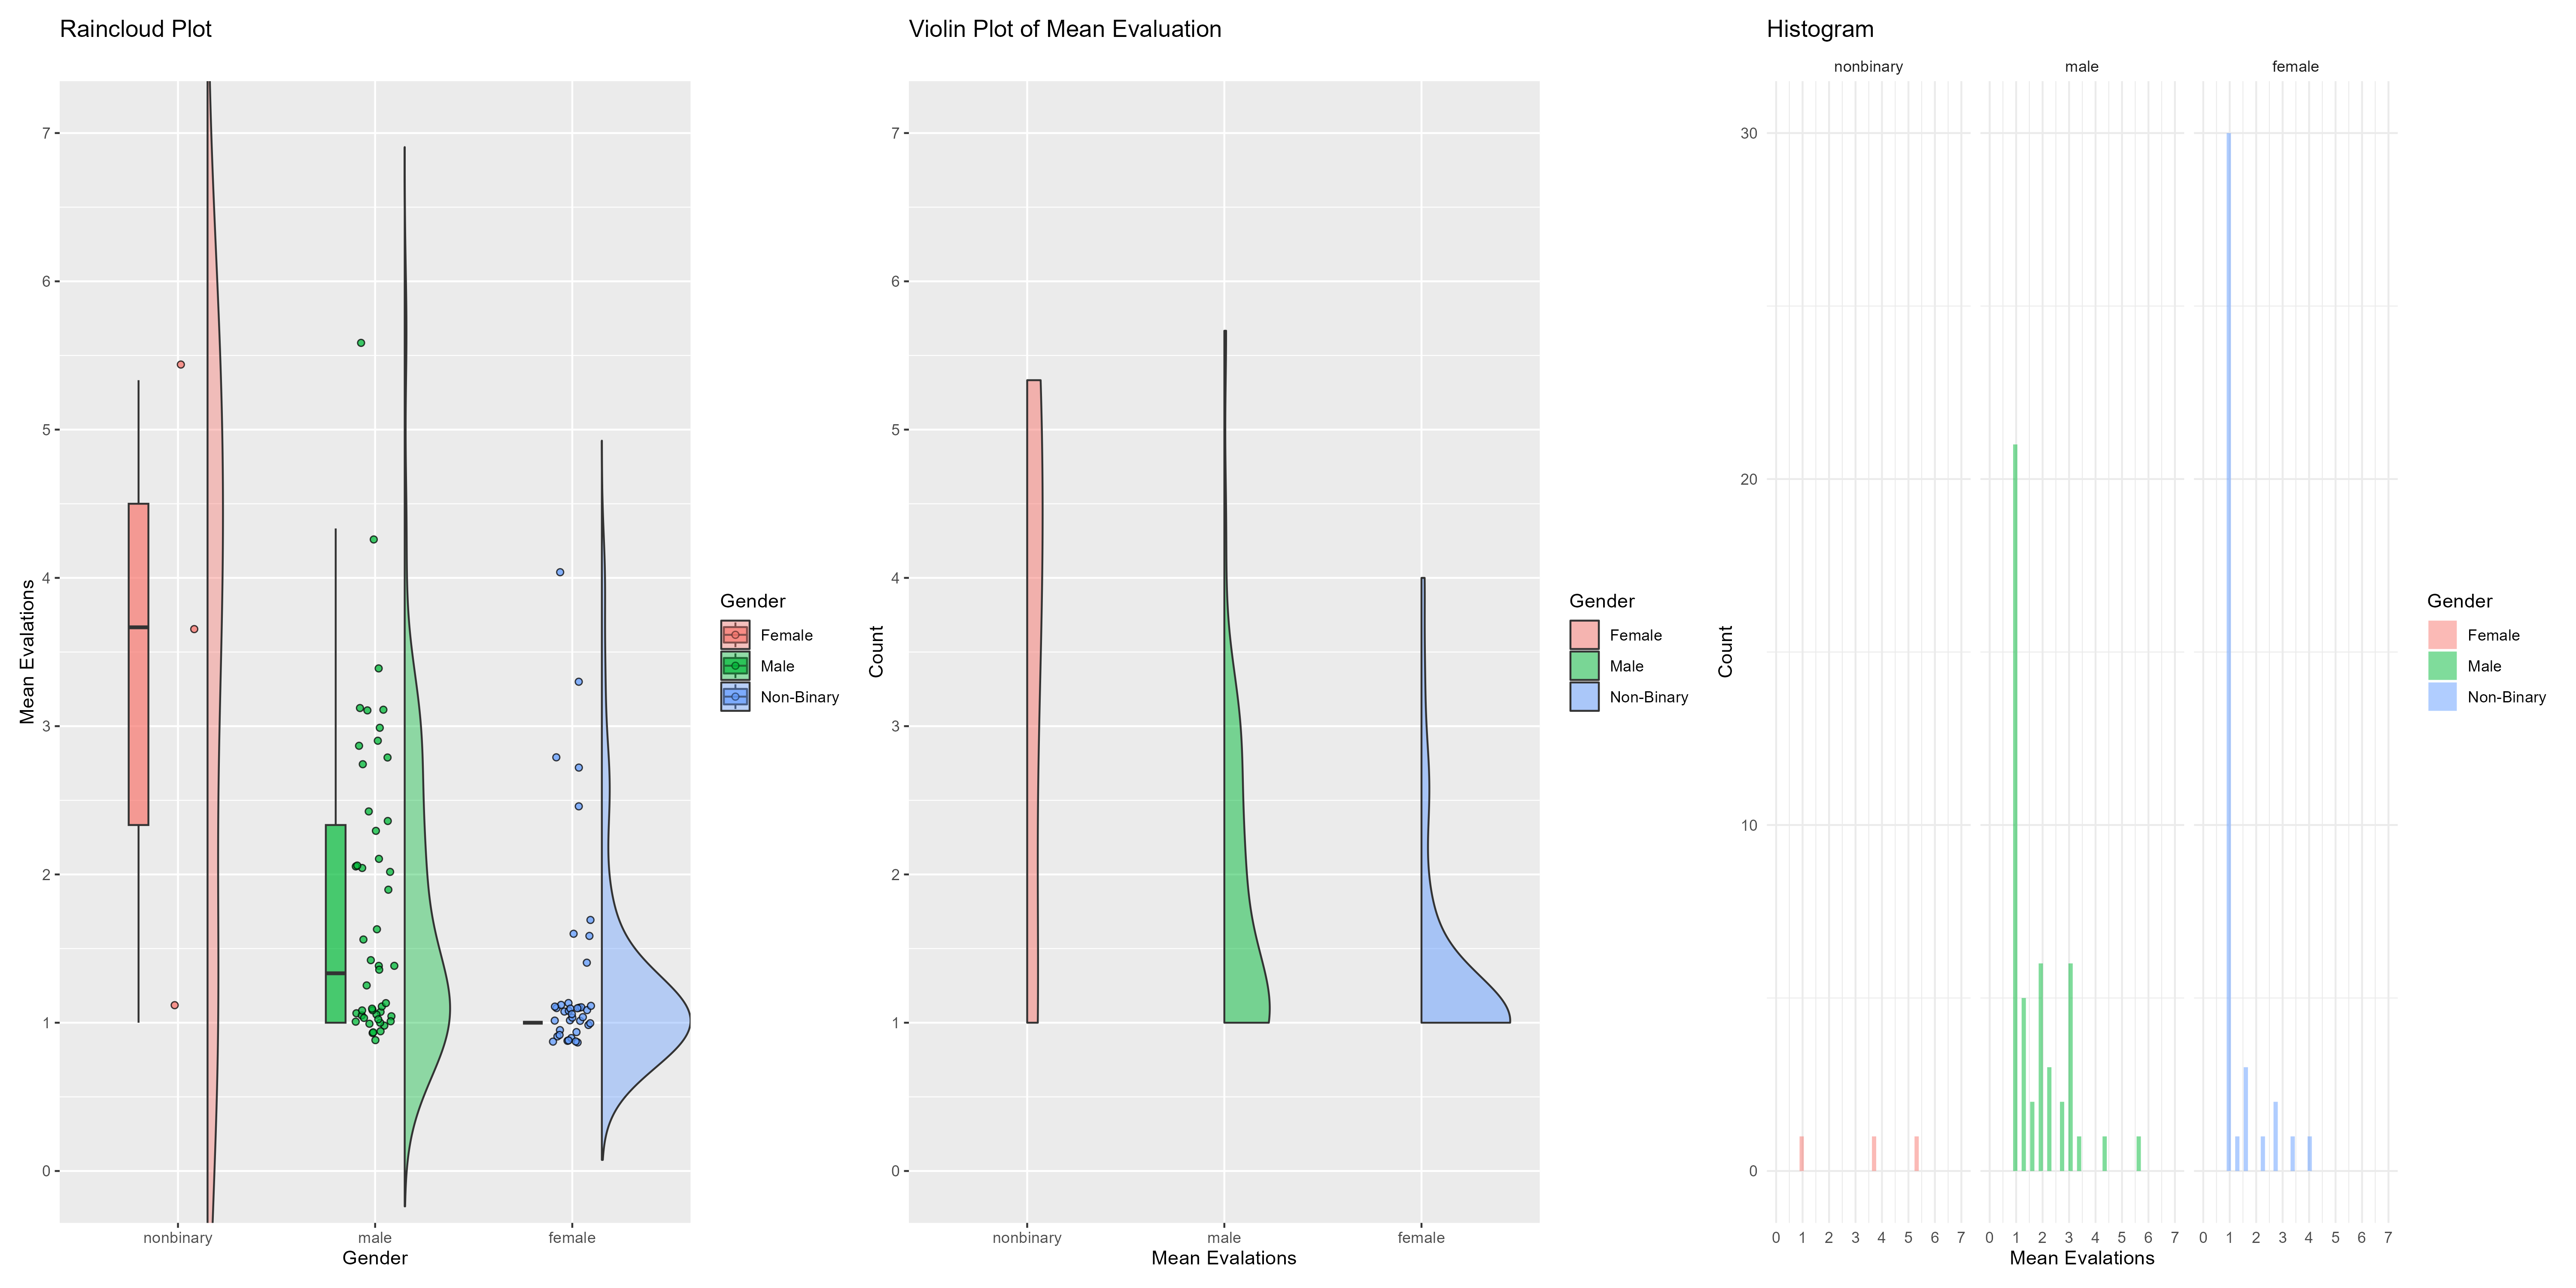 Raincloud Plot
Mean Evalations
7
6
5
4
3
2
1
0
nonbinary male female
Gender
Gender
Female
Male
Non-Binary
Violin Plot of Mean Evaluation
Count
7
6
5
4
3
2
1
0
nonbinary male female
Mean Evalations
Gender
Female
Male
Non-Binary
Histogram
nonbinary male female
Count
30
20
10
0
0 1 2 3 4 5 6 7 0 1 2 3 4 5 6 7 0 1 2 3 4 5 6 7
Mean Evalations
Gender
Female
Male
Non-Binary